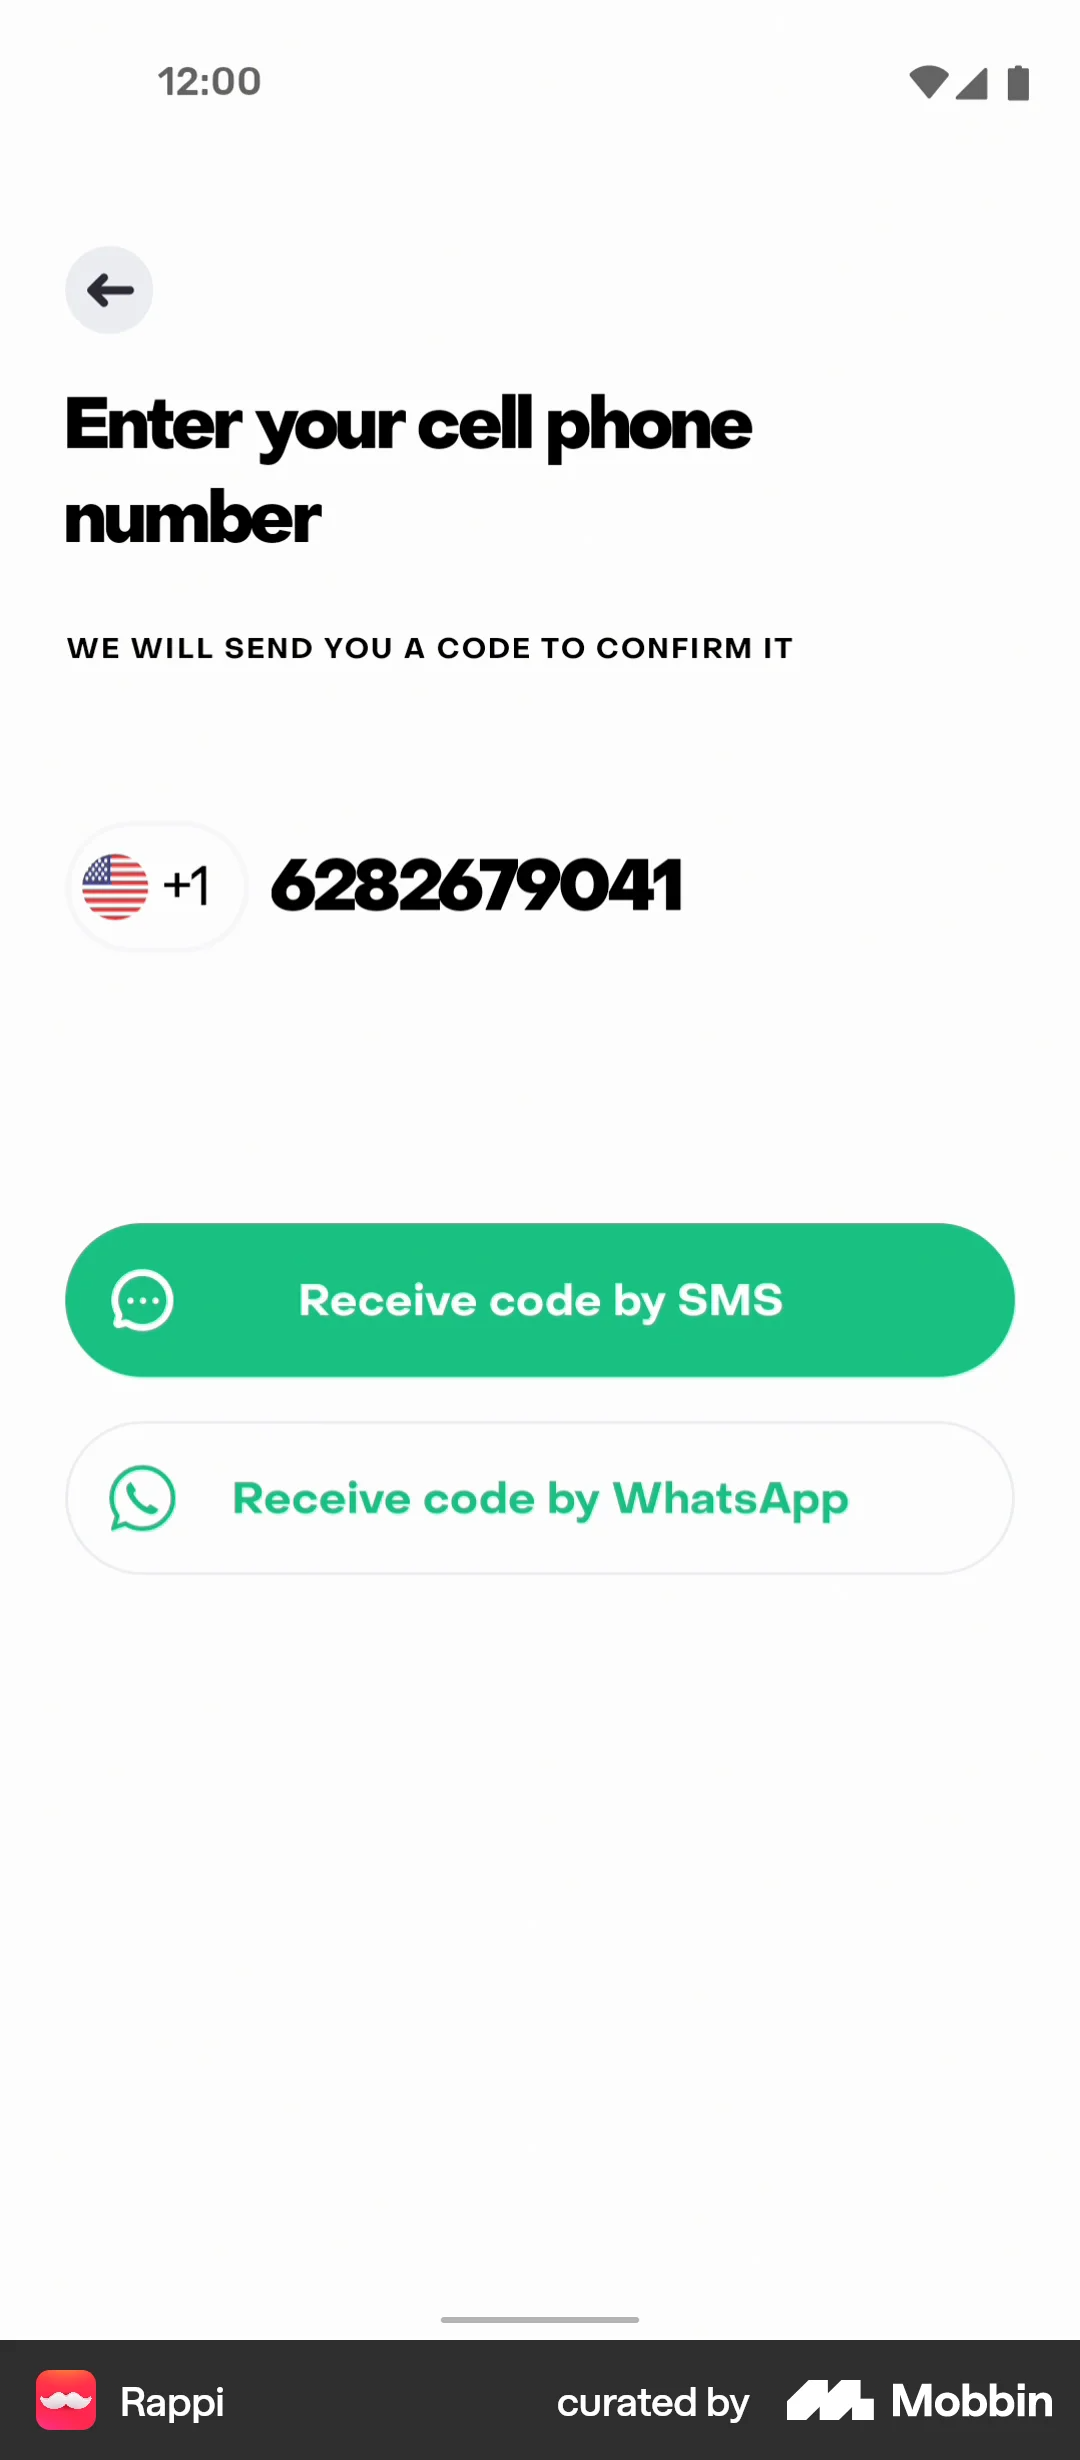 12:00
Enter your cell phone
number
WE WILL SEND YOU A CODE TO CONFIRM IT
+1 6282679041
Receive code by SMS
Receive code by WhatsApp
Rappi curated by Mobbin